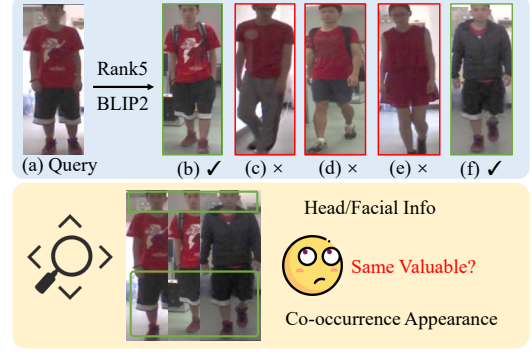 Rank5
BLIP2
(a) Query
(b) ✓
(c) ×
(d) ×
(e) ×
(f) ✓
Head/Facial Info
Same Valuable?
Co-occurrence Appearance